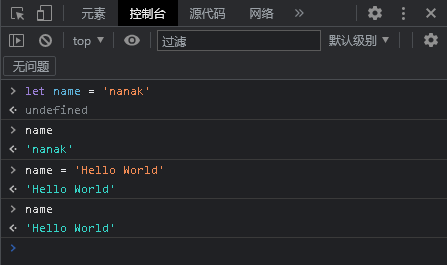 元素 控制台 源代码 网络 »
top ▼ 过滤 默认级别 ▼
无问题
> let name = 'nanak'
< undefined
> name
< 'nanak'
> name = 'Hello World'
< 'Hello World'
> name
< 'Hello World'
>